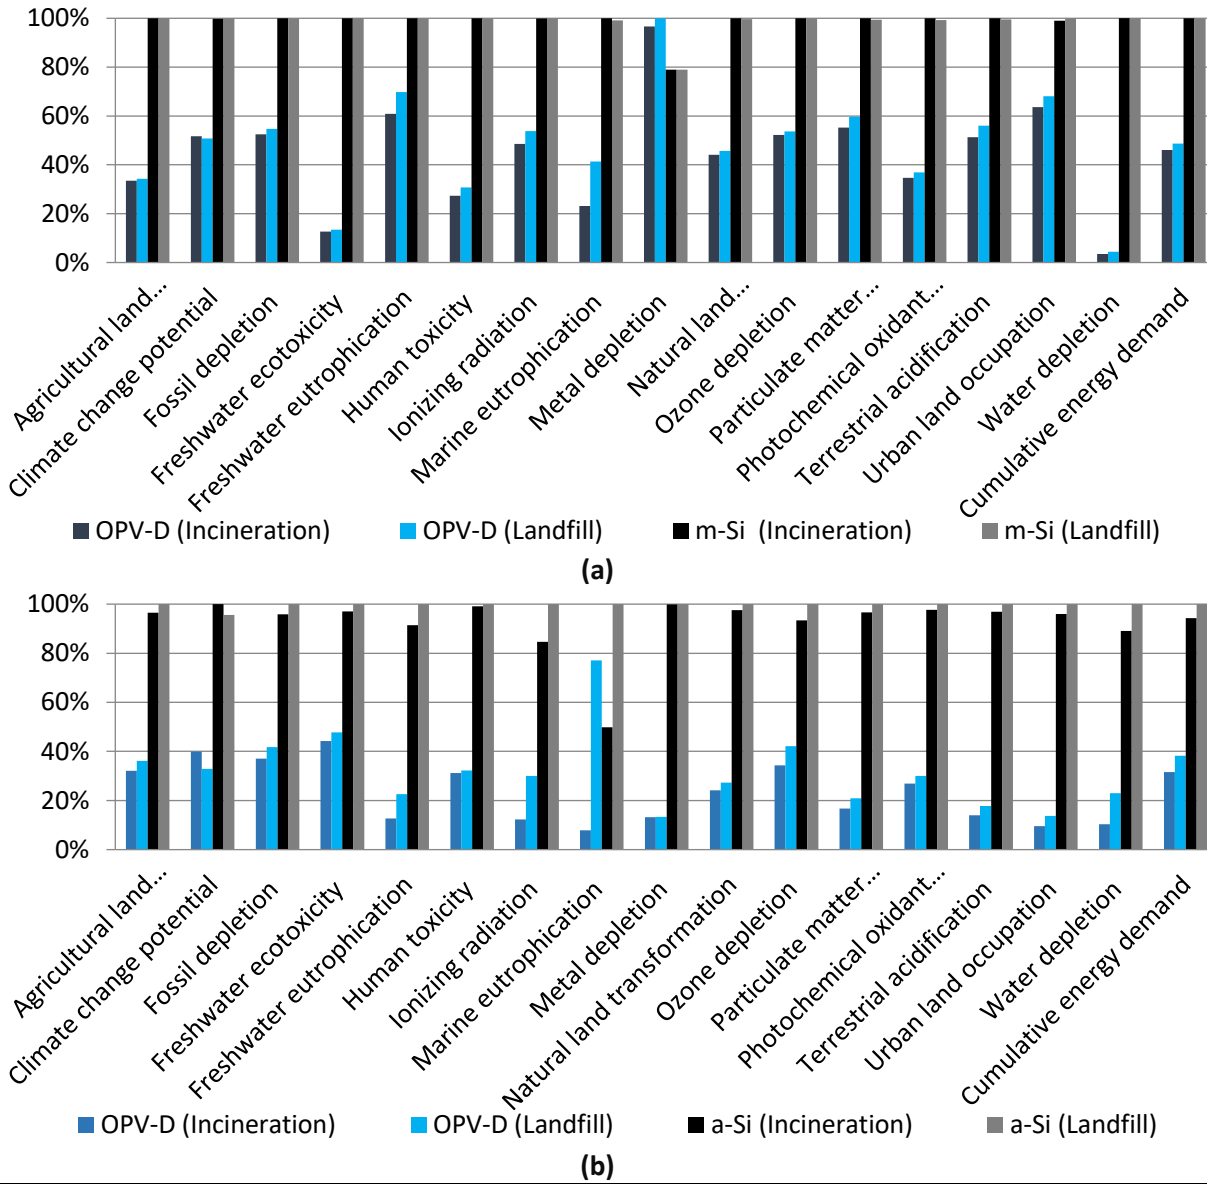 100%
80%
60%
40%
20%
0%
Agricultural land...
Climate change potential
Fossil depletion
Freshwater ecotoxicity
Freshwater eutrophication
Human toxicity
Ionizing radiation
Marine eutrophication
Metal depletion
Natural land...
Ozone depletion
Particulate matter...
Photochemical oxidant...
Terrestrial acidification
Urban land occupation
Water depletion
Cumulative energy demand
OPV-D (Incineration) OPV-D (Landfill) m-Si (Incineration) m-Si (Landfill)
(a)
100%
80%
60%
40%
20%
0%
Agricultural land...
Climate change potential
Fossil depletion
Freshwater ecotoxicity
Freshwater eutrophication
Human toxicity
Ionizing radiation
Marine eutrophication
Metal depletion
Natural land transformation
Ozone depletion
Particulate matter...
Photochemical oxidant...
Terrestrial acidification
Urban land occupation
Water depletion
Cumulative energy demand
OPV-D (Incineration) OPV-D (Landfill) a-Si (Incineration) a-Si (Landfill)
(b)